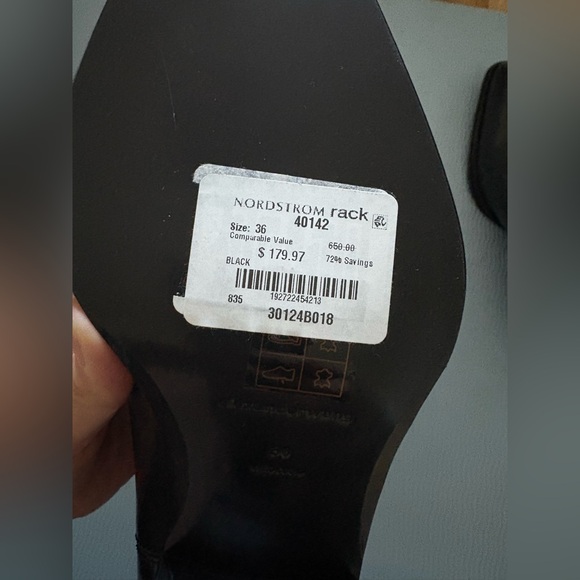 NORDSTROM rack
40142
Size: 36
Comparable Value 650.00
$ 179.97 72% Savings
BLACK
192722454213
835
30124B018